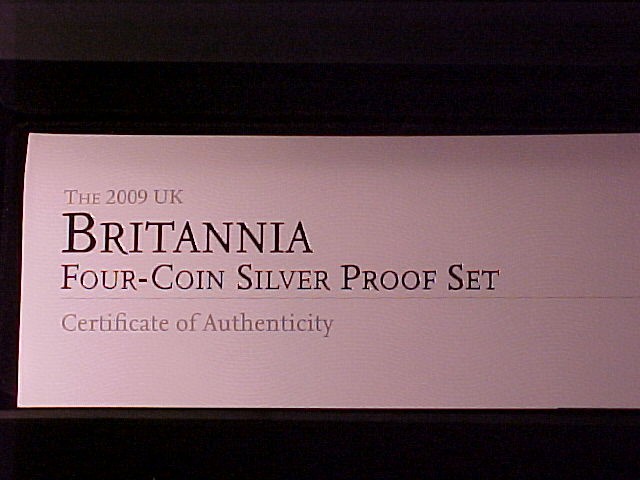 The 2009 UK
Britannia
Four-Coin Silver Proof Set
Certificate of Authenticity